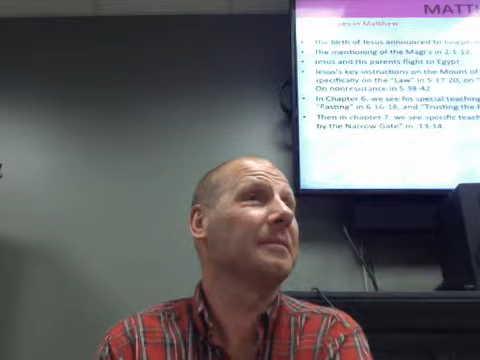 MATT
ues in Matthew
• The birth of Jesus announced to Joseph
• The mentioning of the Magi's in 2:1-12.
• Jesus and His parents flight to Egypt
• Jesus's key instructions on the Mount of
specifically on the "Law" in 5:17-20, on "
On nonresistance in 5:38-42
• In Chapter 6, we see his special teaching
"Fasting" in 6:16-18, and "Trusting the
• Then in chapter 7, we see specific teach
by the Narrow Gate" in :13-14.